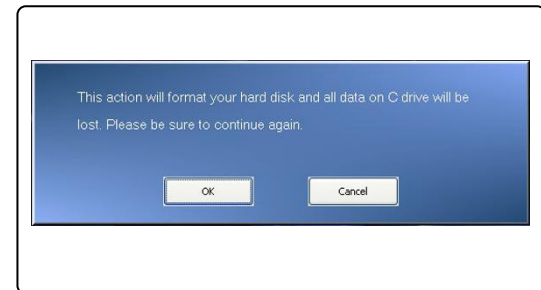 This action will format your hard disk and all data on C drive will be
lost. Please be sure to continue again.
OK
Cancel